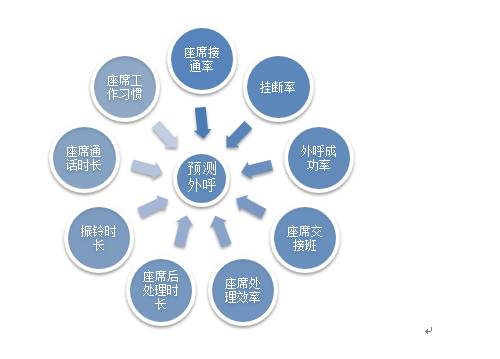 座席接
通率
挂断率
外呼成
功率
座席交
接班
座席处
理效率
座席后
处理时
长
振铃时
长
座席通
话时长
座席工
作习惯
预测
外呼